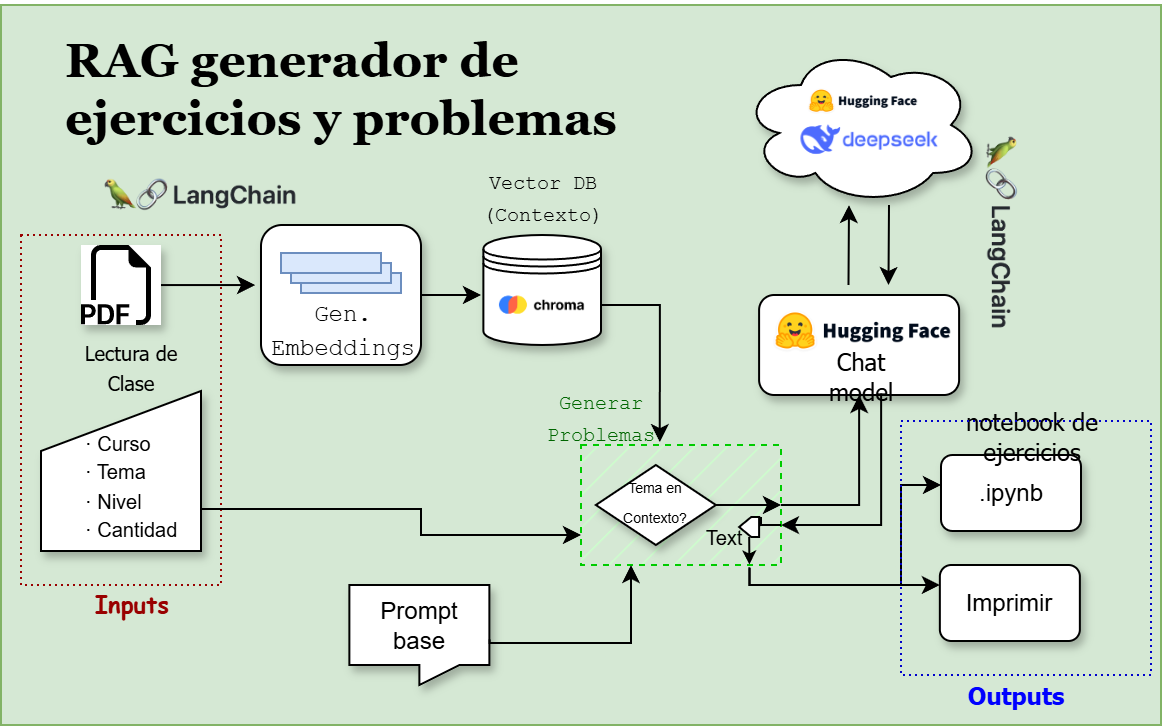 RAG generador de
ejercicios y problemas
LangChain
Vector DB
(Contexto)
Hugging Face
deepseek
LangChain
PDF
Lectura de
Clase
Gen.
Embeddings
chroma
Hugging Face
Chat
model
· Curso
· Tema
· Nivel
· Cantidad
Inputs
Generar
Problemas
Tema en
Contexto?
Text
Prompt
base
notebook de
ejercicios
.ipynb
Imprimir
Outputs